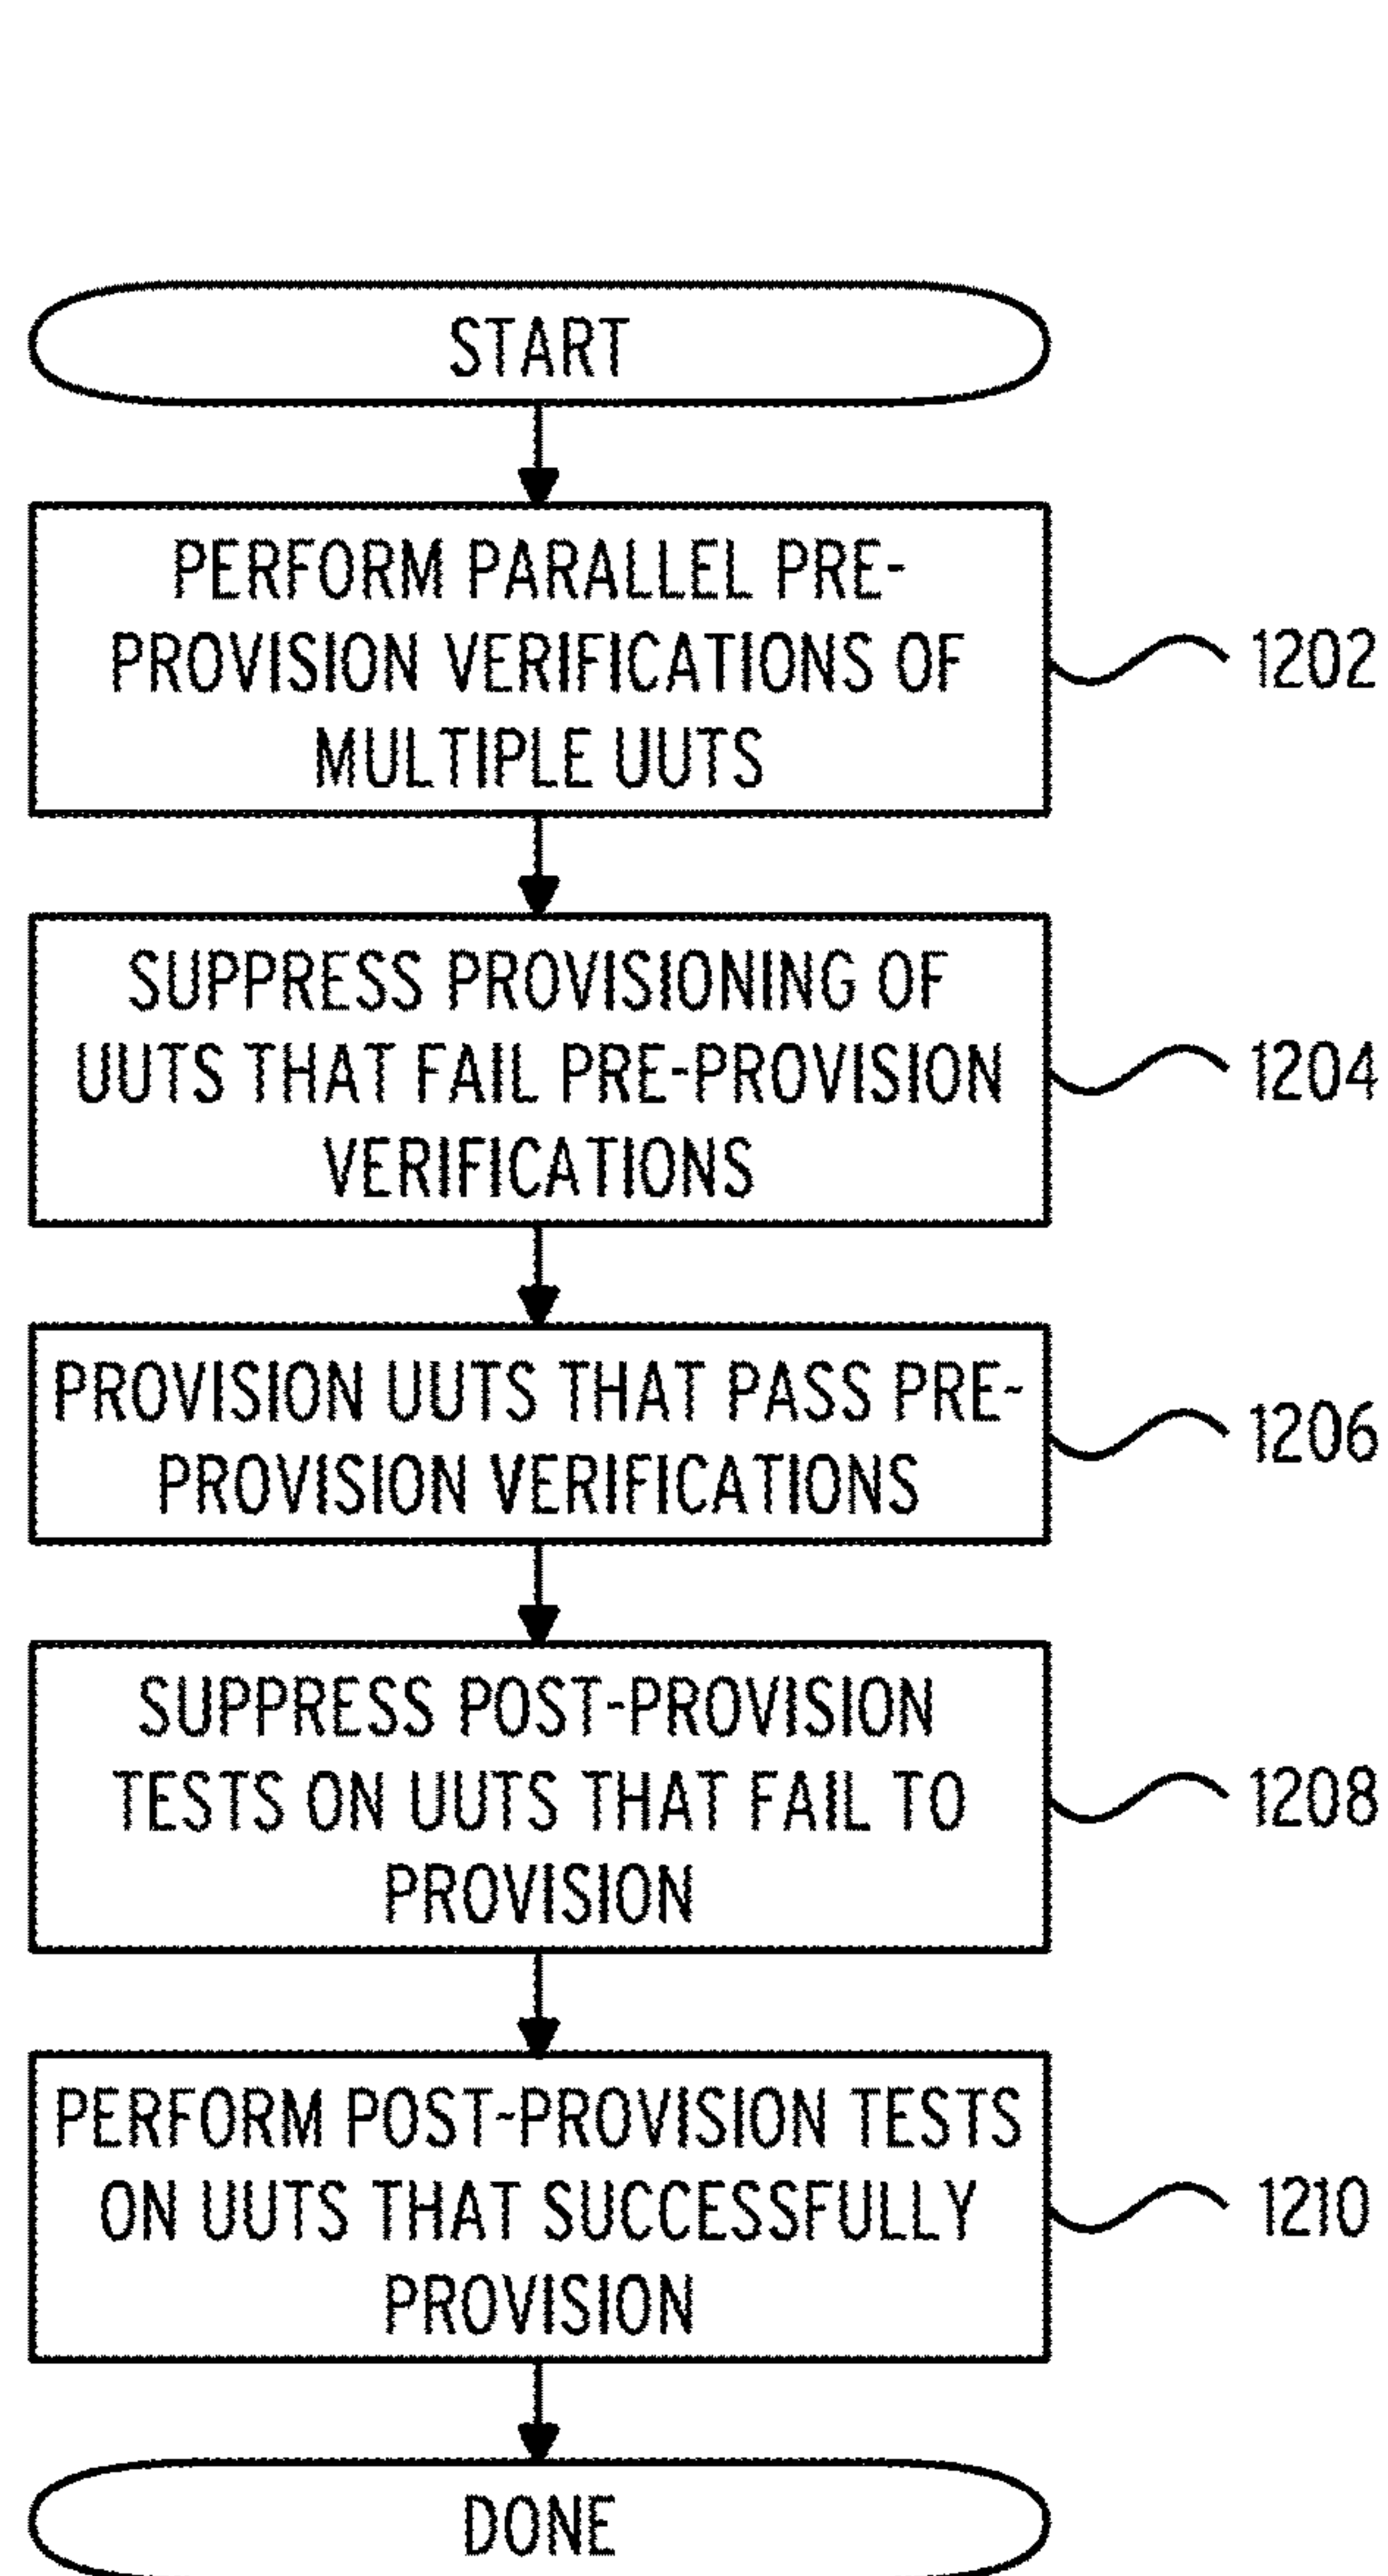 START
PERFORM PARALLEL PRE-
PROVISION VERIFICATIONS OF
MULTIPLE UUTS
1202
SUPPRESS PROVISIONING OF
UUTS THAT FAIL PRE-PROVISION
VERIFICATIONS
1204
PROVISION UUTS THAT PASS PRE-
PROVISION VERIFICATIONS
1206
SUPPRESS POST-PROVISION
TESTS ON UUTS THAT FAIL TO
PROVISION
1208
PERFORM POST-PROVISION TESTS
ON UUTS THAT SUCCESSFULLY
PROVISION
1210
DONE